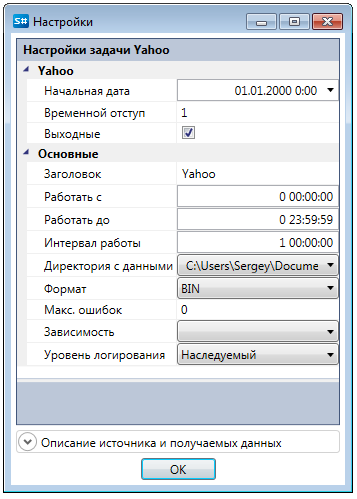 S# Настройки
Настройки задачи Yahoo
Yahoo
Начальная дата 01.01.2000 0:00
Временной отступ 1
Выходные
Основные
Заголовок Yahoo
Работать с 0 00:00:00
Работать до 0 23:59:59
Интервал работы 1 00:00:00
Директория с данными C:\Users\Sergey\Docume
Формат BIN
Макс. ошибок 0
Зависимость
Уровень логирования Наследуемый
Описание источника и получаемых данных
OK